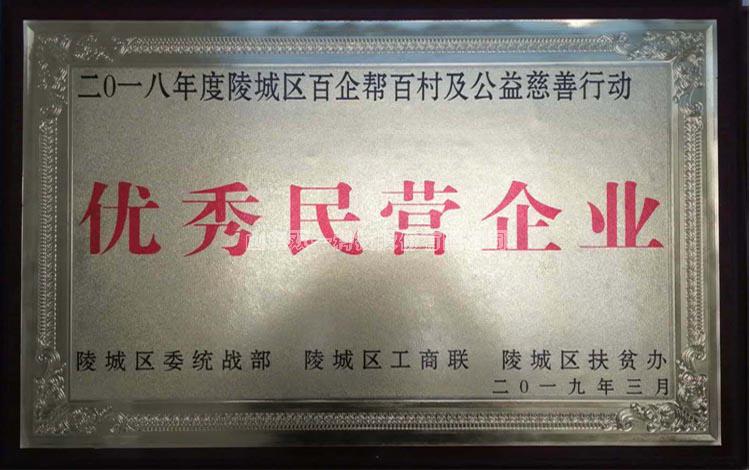 二〇一八年度陵城区百企帮百村及公益慈善行动
优秀民营企业
陵城区委统战部 陵城区工商联 陵城区扶贫办
二〇一九年三月